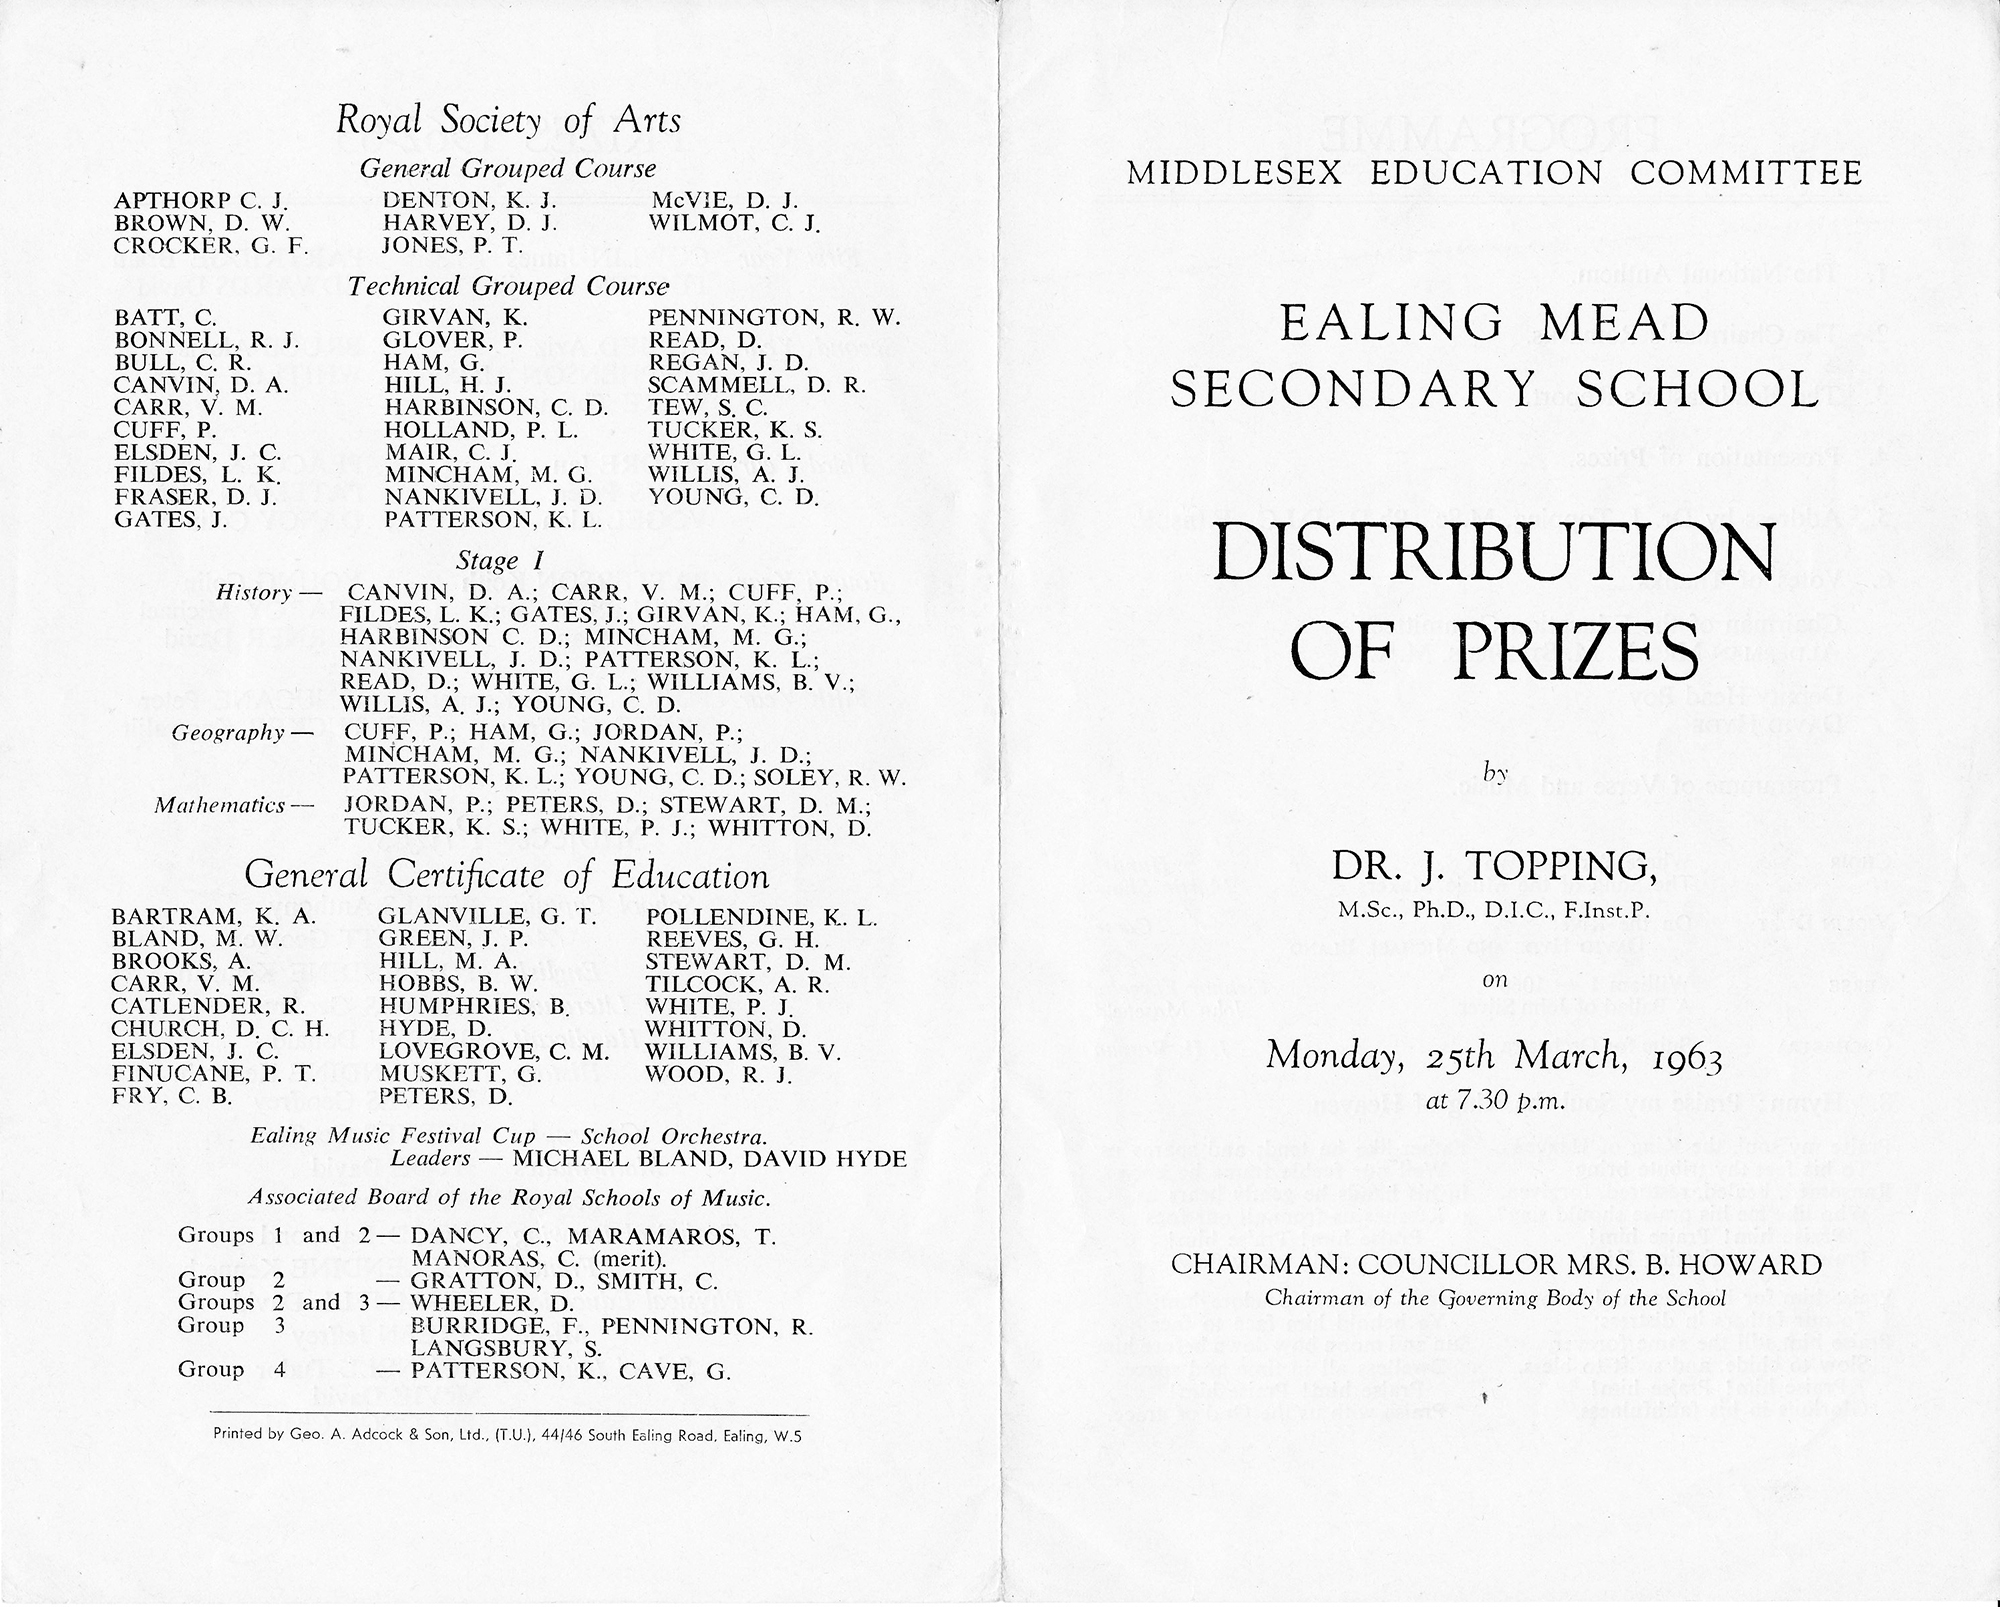 Royal Society of Arts
General Grouped Course
APTHORP C. J. DENTON, K. J. McVIE, D. J.
BROWN, D. W. HARVEY, D. J. WILMOT, C. J.
CROCKER, G. F. JONES, P. T.
Technical Grouped Course
BATT, C. GIRVAN, K. PENNINGTON, R. W.
BONNELL, R. J. GLOVER, P. READ, D.
BULL, C. R. HAM, G. REGAN, J. D.
CANVIN, D. A. HILL, H. J. SCAMMELL, D. R.
CARR, V. M. HARBINSON, C. D. TEW, S. C.
CUFF, P. HOLLAND, P. L. TUCKER, K. S.
ELSDEN, J. C. MAIR, C. J. WHITE, G. L.
FILDES, L. K. MINCHAM, M. G. WILLIS, A. J.
FRASER, D. J. NANKIVELL, J. D. YOUNG, C. D.
GATES, J. PATTERSON, K. L.
Stage I
History — CANVIN, D. A.; CARR, V. M.; CUFF, P.;
FILDES, L. K.; GATES, J.; GIRVAN, K.; HAM, G.,
HARBINSON C. D.; MINCHAM, M. G.;
NANKIVELL, J. D.; PATTERSON, K. L.;
READ, D.; WHITE, G. L.; WILLIAMS, B. V.;
WILLIS, A. J.; YOUNG, C. D.
Geography — CUFF, P.; HAM, G.; JORDAN, P.;
MINCHAM, M. G.; NANKIVELL, J. D.;
PATTERSON, K. L.; YOUNG, C. D.; SOLEY, R. W.
Mathematics — JORDAN, P.; PETERS, D.; STEWART, D. M.;
TUCKER, K. S.; WHITE, P. J.; WHITTON, D.
General Certificate of Education
BARTRAM, K. A. GLANVILLE, G. T. POLLENDINE, K. L.
BLAND, M. W. GREEN, J. P. REEVES, G. H.
BROOKS, A. HILL, M. A. STEWART, D. M.
CARR, V. M. HOBBS, B. W. TILCOCK, A. R.
CATLENDER, R. HUMPHRIES, B. WHITE, P. J.
CHURCH, D. C. H. HYDE, D. WHITTON, D.
ELSDEN, J. C. LOVEGROVE, C. M. WILLIAMS, B. V.
FINUCANE, P. T. MUSKETT, G. WOOD, R. J.
FRY, C. B. PETERS, D.
Ealing Music Festival Cup — School Orchestra.
Leaders — MICHAEL BLAND, DAVID HYDE
Associated Board of the Royal Schools of Music.
Groups 1 and 2 — DANCY, C., MARAMAROS, T.
MANORAS, C. (merit).
Group 2 — GRATTON, D., SMITH, C.
Groups 2 and 3 — WHEELER, D.
Group 3 BURRIDGE, F., PENNINGTON, R.
LANGSBURY, S.
Group 4 — PATTERSON, K., CAVE, G.
Printed by Geo. A. Adcock & Son, Ltd., (T.U.), 44/46 South Ealing Road, Ealing, W.5
MIDDLESEX EDUCATION COMMITTEE
EALING MEAD
SECONDARY SCHOOL
DISTRIBUTION
OF PRIZES
by
DR. J. TOPPING,
M.Sc., Ph.D., D.I.C., F.Inst.P.
on
Monday, 25th March, 1963
at 7.30 p.m.
CHAIRMAN: COUNCILLOR MRS. B. HOWARD
Chairman of the Governing Body of the School